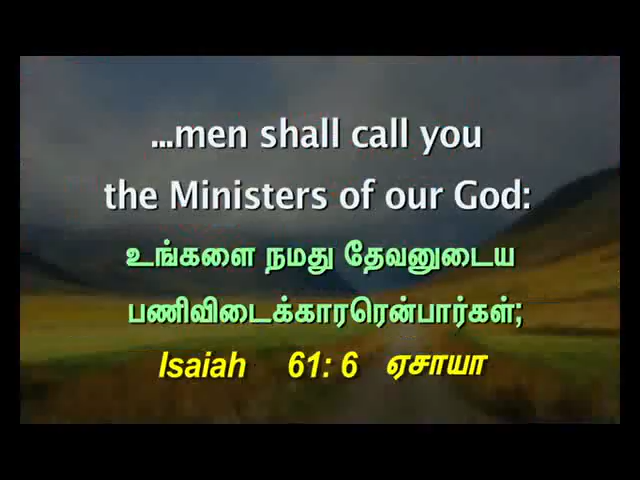 ...men shall call you
the Ministers of our God:
உங்களை நமது தேவனுடைய
பணிவிடைக்காரரென்பார்கள்;
Isaiah 61: 6 ஏசாயா